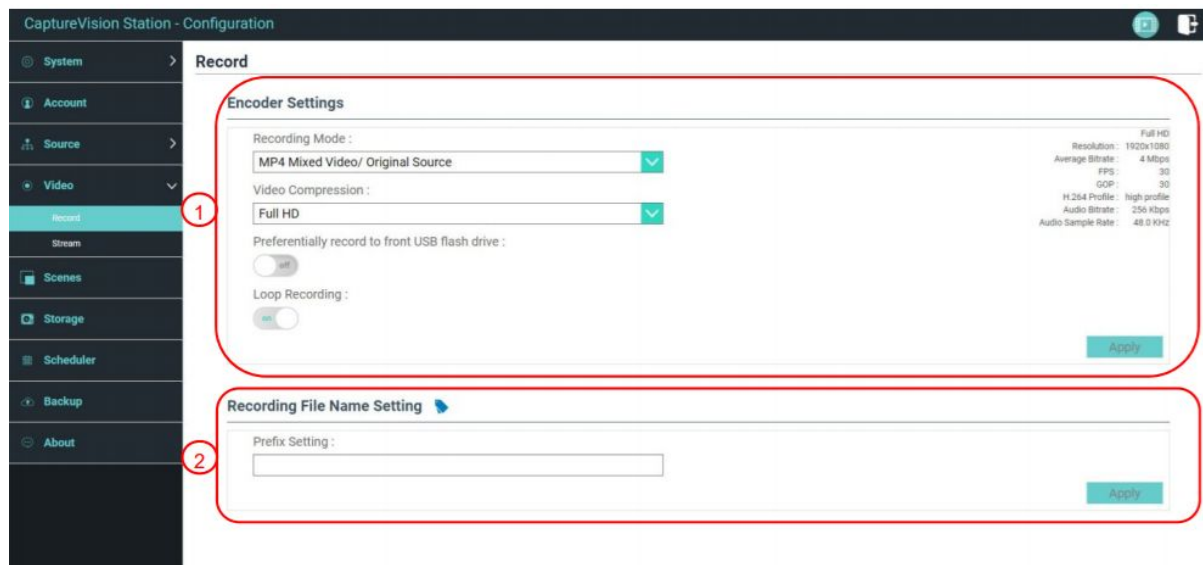 CaptureVision Station - Configuration
System
Account
Source
Video
Record
Stream
Scenes
Storage
Scheduler
Backup
About
Record
1
Encoder Settings
Recording Mode :
MP4 Mixed Video/ Original Source
Video Compression :
Full HD
Preferentially record to front USB flash drive :
off
Loop Recording :
on
Full HD
Resolution : 1920x1080
Average Bitrate : 4 Mbps
FPS : 30
GOP : 30
H.264 Profile : high profile
Audio Bitrate : 256 Kbps
Audio Sample Rate : 48.0 KHz
Apply
2
Recording File Name Setting
Prefix Setting :
Apply